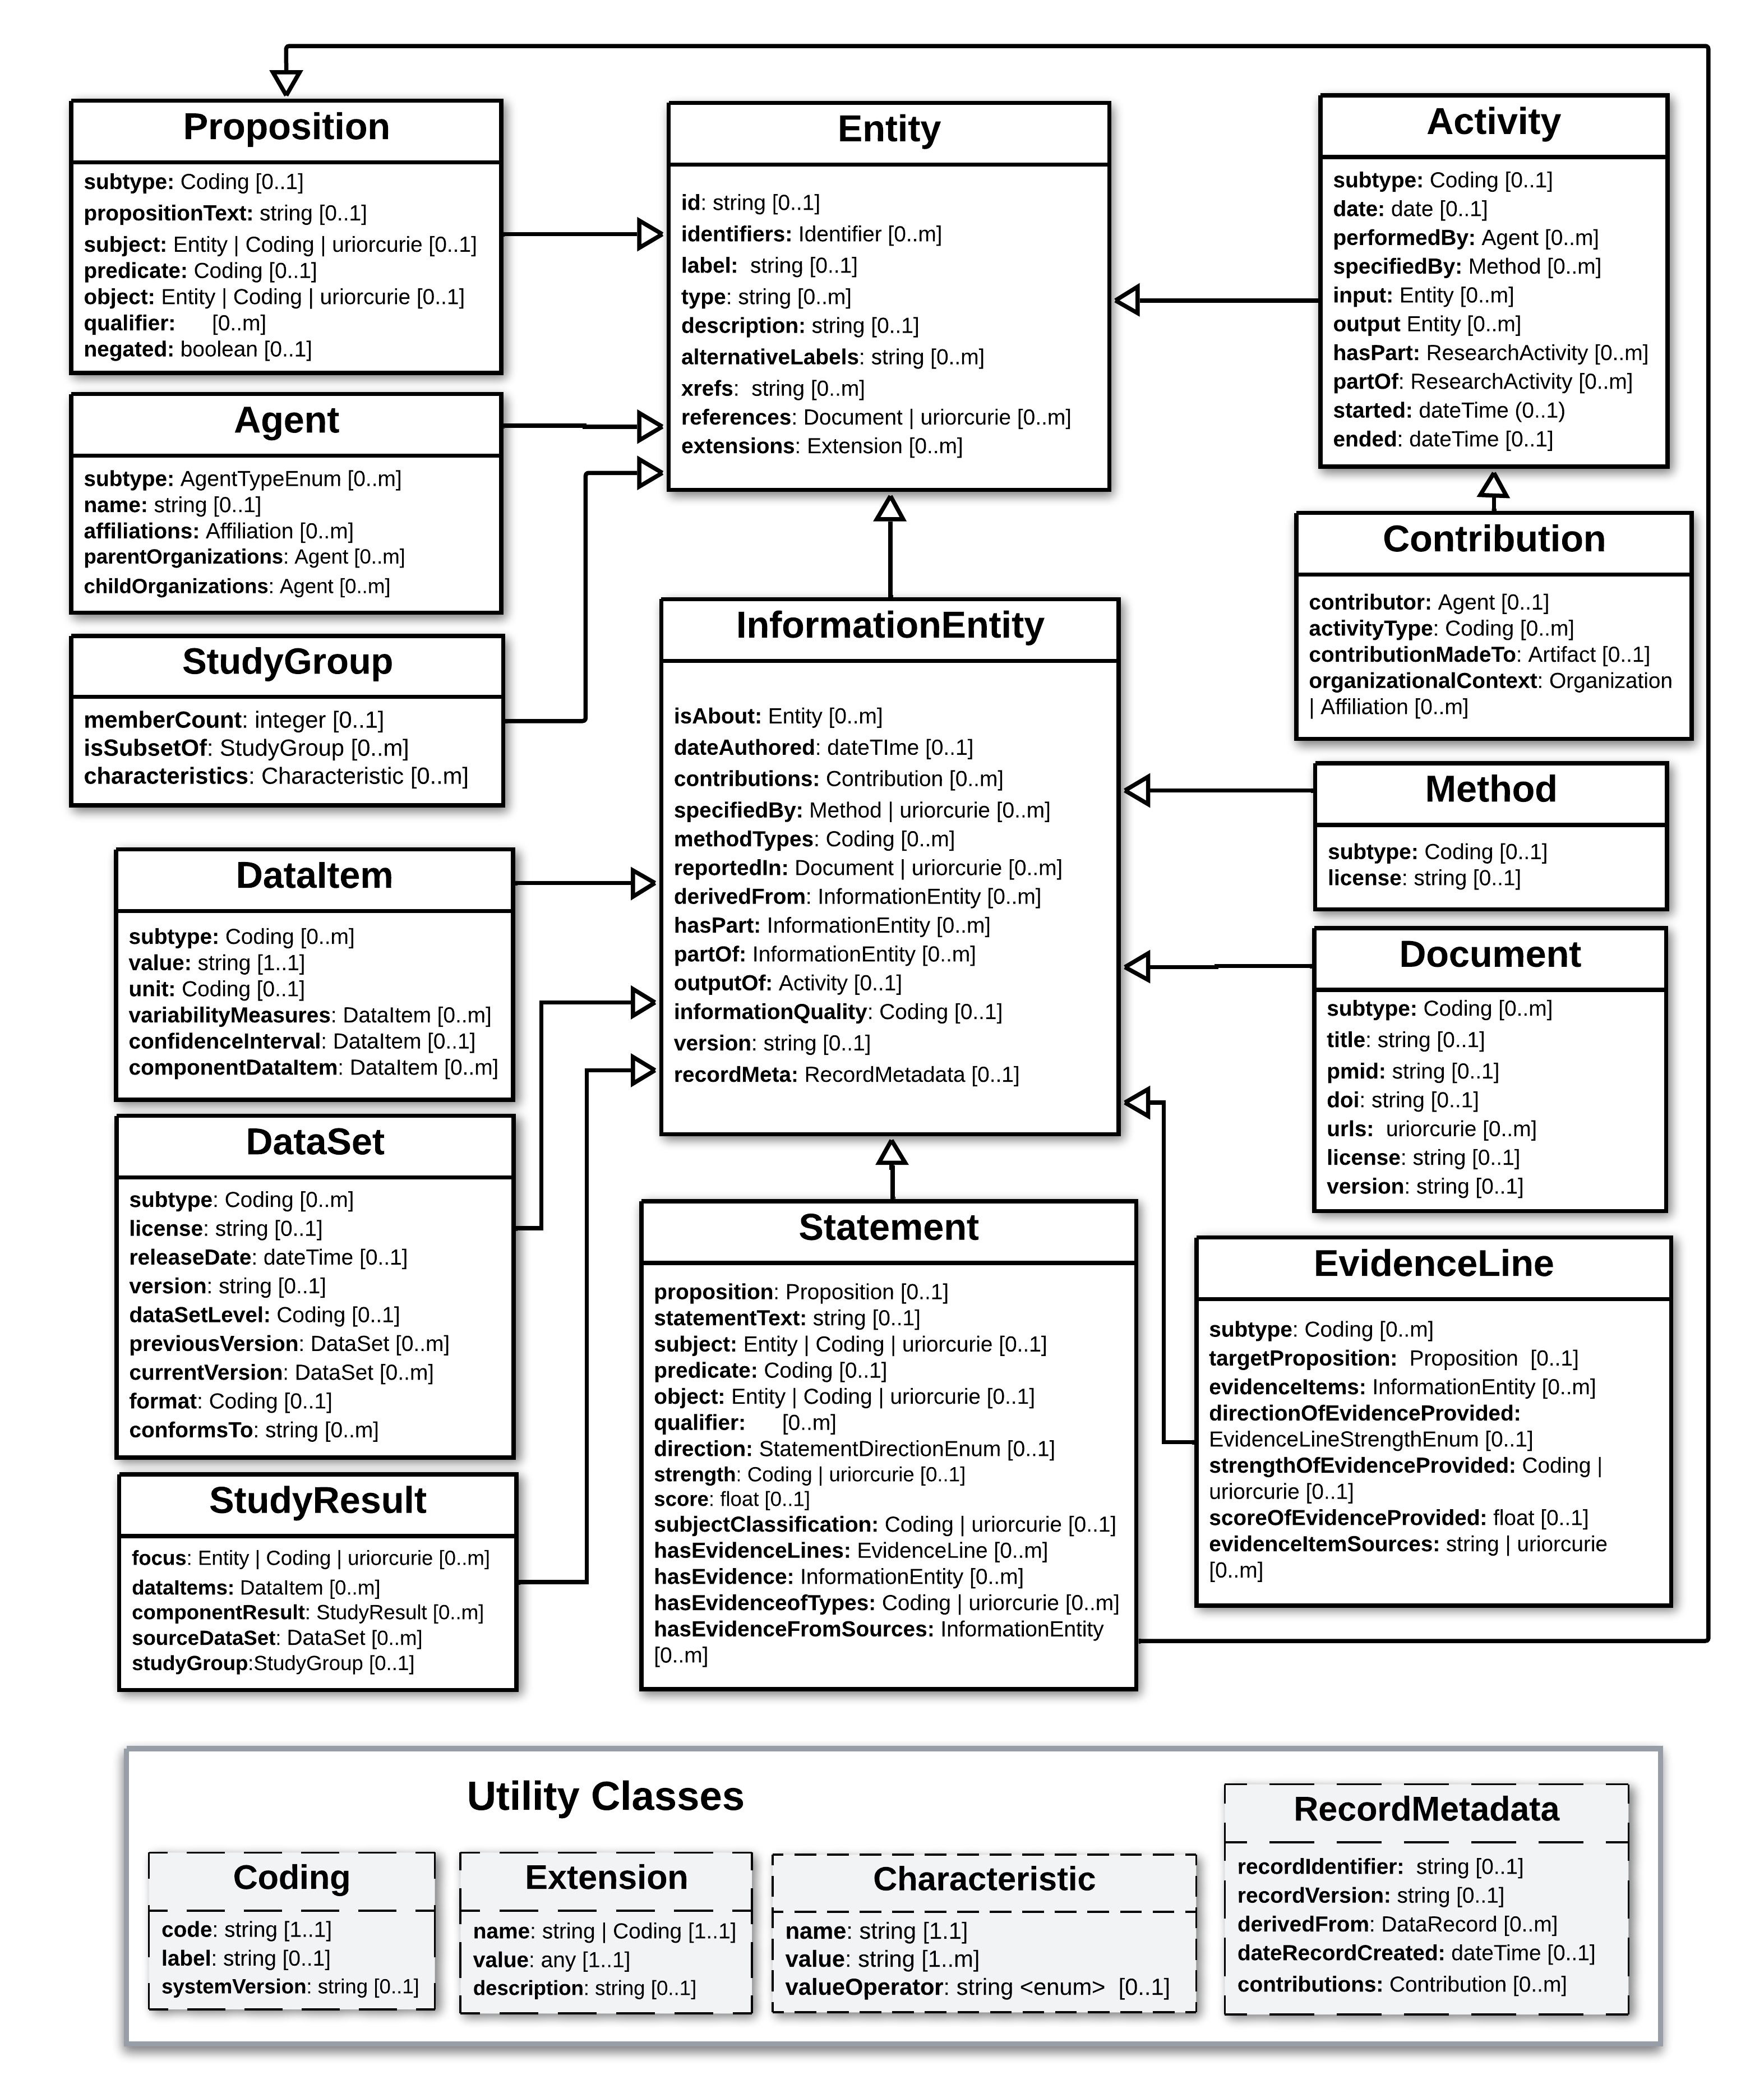 Proposition
subtype: Coding [0..1]
propositionText: string [0..1]
subject: Entity | Coding | uriorcurie [0..1]
predicate: Coding [0..1]
object: Entity | Coding | uriorcurie [0..1]
qualifier: [0..m]
negated: boolean [0..1]
Entity
id: string [0..1]
identifiers: Identifier [0..m]
label: string [0..1]
type: string [0..m]
description: string [0..1]
alternativeLabels: string [0..m]
xrefs: string [0..m]
references: Document | uriorcurie [0..m]
extensions: Extension [0..m]
Activity
subtype: Coding [0..1]
date: date [0..1]
performedBy: Agent [0..m]
specifiedBy: Method [0..m]
input: Entity [0..m]
output Entity [0..m]
hasPart: ResearchActivity [0..m]
partOf: ResearchActivity [0..m]
started: dateTime (0..1)
ended: dateTime [0..1]
Agent
subtype: AgentTypeEnum [0..m]
name: string [0..1]
affiliations: Affiliation [0..m]
parentOrganizations: Agent [0..m]
childOrganizations: Agent [0..m]
Contribution
contributor: Agent [0..1]
activityType: Coding [0..m]
contributionMadeTo: Artifact [0..1]
organizationalContext: Organization
| Affiliation [0..m]
StudyGroup
memberCount: integer [0..1]
isSubsetOf: StudyGroup [0..m]
characteristics: Characteristic [0..m]
InformationEntity
isAbout: Entity [0..m]
dateAuthored: dateTIme [0..1]
contributions: Contribution [0..m]
specifiedBy: Method | uriorcurie [0..m]
methodTypes: Coding [0..m]
reportedIn: Document | uriorcurie [0..m]
derivedFrom: InformationEntity [0..m]
hasPart: InformationEntity [0..m]
partOf: InformationEntity [0..m]
outputOf: Activity [0..1]
informationQuality: Coding [0..1]
version: string [0..1]
recordMeta: RecordMetadata [0..1]
Method
subtype: Coding [0..1]
license: string [0..1]
DataItem
subtype: Coding [0..m]
value: string [1..1]
unit: Coding [0..1]
variabilityMeasures: DataItem [0..m]
confidenceInterval: DataItem [0..1]
componentDataItem: DataItem [0..m]
Document
subtype: Coding [0..m]
title: string [0..1]
pmid: string [0..1]
doi: string [0..1]
urls: uriorcurie [0..m]
license: string [0..1]
version: string [0..1]
DataSet
subtype: Coding [0..m]
license: string [0..1]
releaseDate: dateTime [0..1]
version: string [0..1]
dataSetLevel: Coding [0..1]
previousVersion: DataSet [0..m]
currentVersion: DataSet [0..m]
format: Coding [0..1]
conformsTo: string [0..m]
Statement
proposition: Proposition [0..1]
statementText: string [0..1]
subject: Entity | Coding | uriorcurie [0..1]
predicate: Coding [0..1]
object: Entity | Coding | uriorcurie [0..1]
qualifier: [0..m]
direction: StatementDirectionEnum [0..1]
strength: Coding | uriorcurie [0..1]
score: float [0..1]
subjectClassification: Coding | uriorcurie [0..1]
hasEvidenceLines: EvidenceLine [0..m]
hasEvidence: InformationEntity [0..m]
hasEvidenceofTypes: Coding | uriorcurie [0..m]
hasEvidenceFromSources: InformationEntity
[0..m]
EvidenceLine
subtype: Coding [0..m]
targetProposition: Proposition [0..1]
evidenceItems: InformationEntity [0..m]
directionOfEvidenceProvided:
EvidenceLineStrengthEnum [0..1]
strengthOfEvidenceProvided: Coding |
uriorcurie [0..1]
scoreOfEvidenceProvided: float [0..1]
evidenceItemSources: string | uriorcurie
[0..m]
StudyResult
focus: Entity | Coding | uriorcurie [0..m]
dataItems: DataItem [0..m]
componentResult: StudyResult [0..m]
sourceDataSet: DataSet [0..m]
studyGroup:StudyGroup [0..1]
Utility Classes
Coding
code: string [1..1]
label: string [0..1]
systemVersion: string [0..1]
Extension
name: string | Coding [1..1]
value: any [1..1]
description: string [0..1]
Characteristic
name: string [1.1]
value: string [1..m]
valueOperator: string <enum> [0..1]
RecordMetadata
recordIdentifier: string [0..1]
recordVersion: string [0..1]
derivedFrom: DataRecord [0..m]
dateRecordCreated: dateTime [0..1]
contributions: Contribution [0..m]